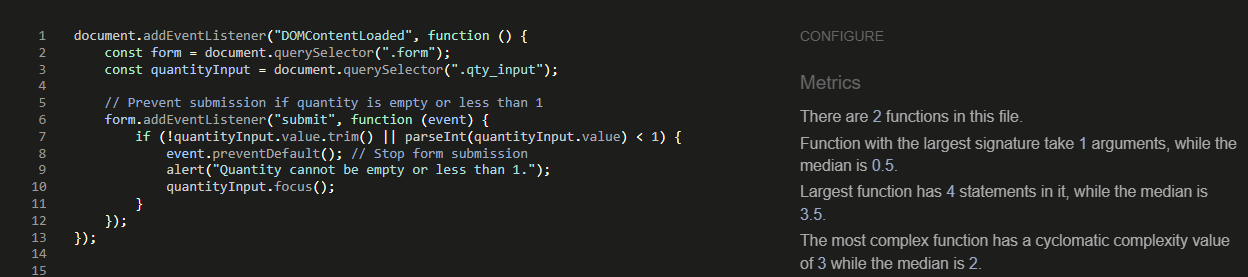 1 document.addEventListener("DOMContentLoaded", function () {
2     const form = document.querySelector(".form");
3     const quantityInput = document.querySelector(".qty_input");
4
5     // Prevent submission if quantity is empty or less than 1
6     form.addEventListener("submit", function (event) {
7         if (!quantityInput.value.trim() || parseInt(quantityInput.value) < 1) {
8             event.preventDefault(); // Stop form submission
9             alert("Quantity cannot be empty or less than 1.");
10             quantityInput.focus();
11         }
12     });
13 });
14
15
CONFIGURE
Metrics
There are 2 functions in this file.
Function with the largest signature take 1 arguments, while the
median is 0.5.
Largest function has 4 statements in it, while the median is
3.5.
The most complex function has a cyclomatic complexity value
of 3 while the median is 2.